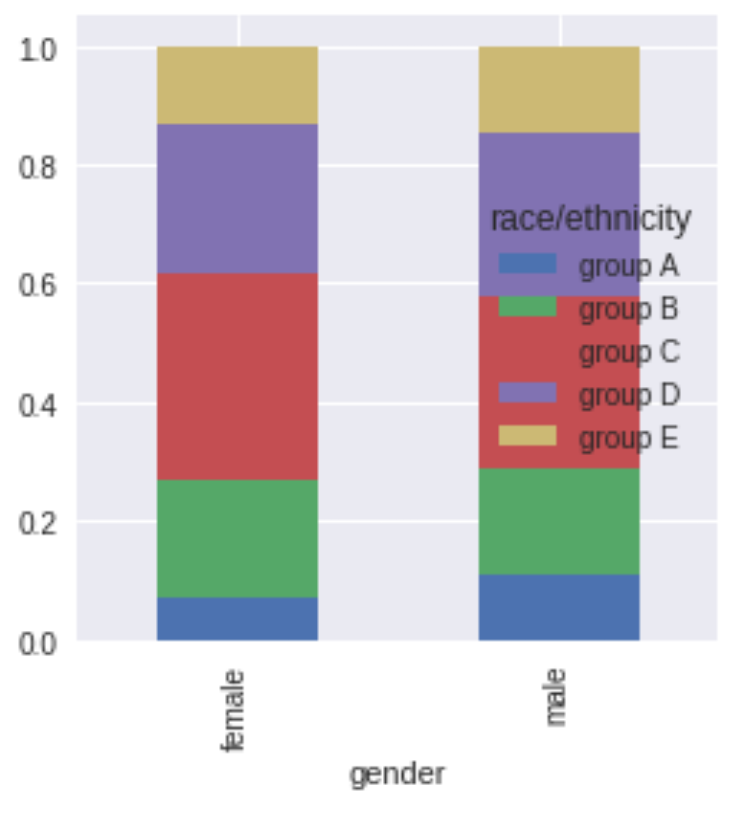 1.0
0.8
0.6
0.4
0.2
0.0
race/ethnicity
group A
group B
group C
group D
group E
female
male
gender